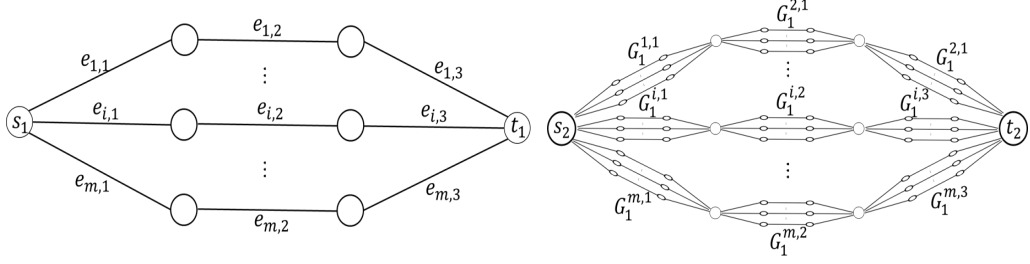 e_{1,1} e_{1,2} e_{1,3}
⋮
s_1 e_{i,1} e_{i,2} e_{i,3} t_1
⋮
e_{m,1} e_{m,2} e_{m,3}
G_1^{1,1} G_1^{2,1} G_1^{2,1}
⋮
s_2 G_1^{i,1} G_1^{i,2} G_1^{i,3} t_2
⋮
G_1^{m,1} G_1^{m,2} G_1^{m,3}